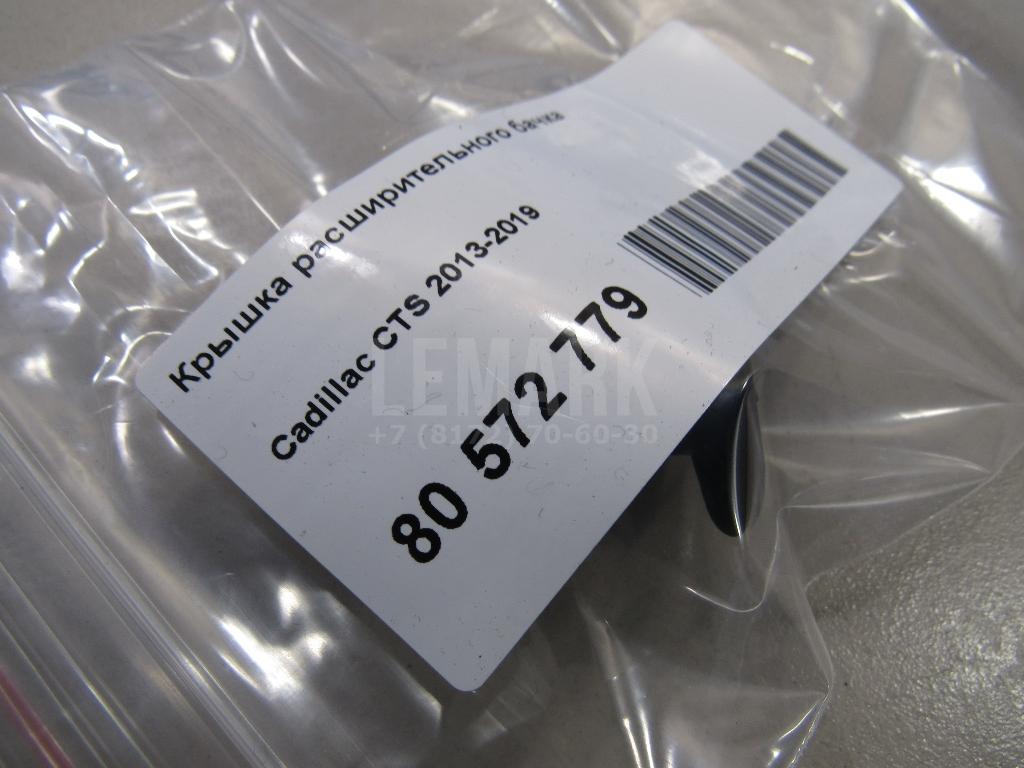 Крышка расширительного бачка
Cadillac CTS 2013-2019
80 572 779
LEMARK